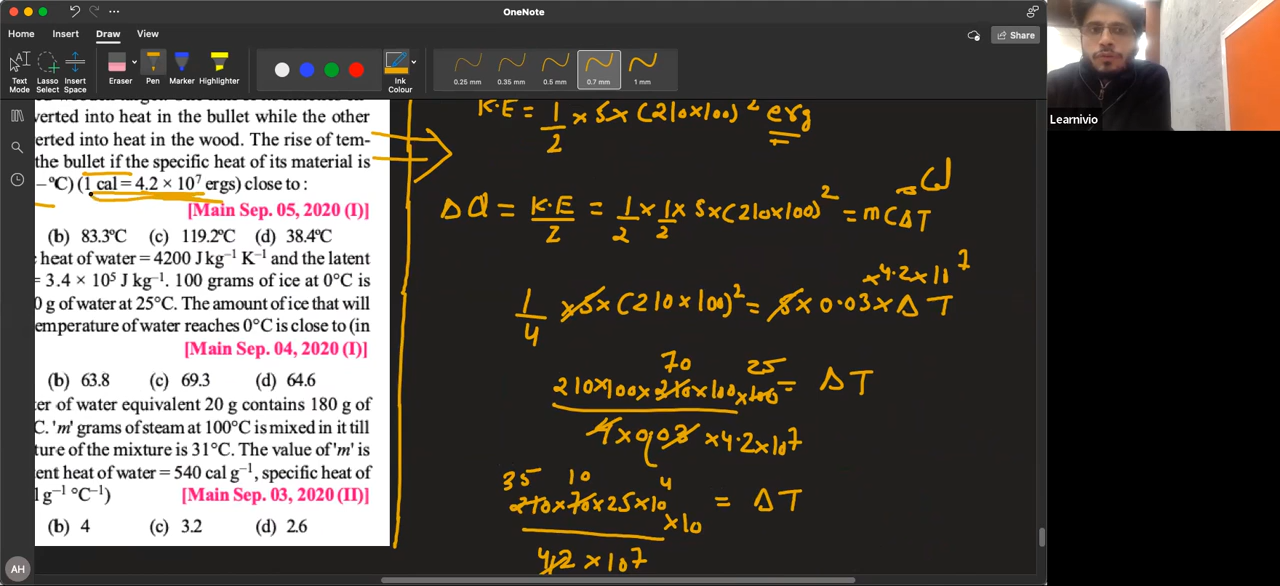 OneNote
Home Insert Draw View
Share
Text Mode Lasso Select Insert Space Eraser Pen Marker Highlighter 0.25 mm 0.35 mm 0.5 mm 0.7 mm 1 mm Ink Colour
Learnivio
verted into heat in the bullet while the other
erted into heat in the wood. The rise of tem-
the bullet if the specific heat of its material is
–°C) (1 cal = 4.2 × 10⁷ ergs) close to :
[Main Sep. 05, 2020 (I)]
(b) 83.3°C (c) 119.2°C (d) 38.4°C
heat of water = 4200 J kg⁻¹ K⁻¹ and the latent
= 3.4 × 10⁵ J kg⁻¹. 100 grams of ice at 0°C is
0 g of water at 25°C. The amount of ice that will
emperature of water reaches 0°C is close to (in
[Main Sep. 04, 2020 (I)]
(b) 63.8 (c) 69.3 (d) 64.6
ter of water equivalent 20 g contains 180 g of
C. 'm' grams of steam at 100°C is mixed in it till
ture of the mixture is 31°C. The value of 'm' is
ent heat of water = 540 cal g⁻¹, specific heat of
g⁻¹ °C⁻¹) [Main Sep. 03, 2020 (II)]
(b) 4 (c) 3.2 (d) 2.6
K.E = 1/2 × 5 × (210×100)² erg
ΔQ = K.E/2 = 1/2 × 1/2 × 5 × (210×100)² = mCΔT
×4.2×10⁷
1/4 ×5× (210×100)² = 5 × 0.03 × ΔT
70 25
210×100×210×100×100 = ΔT
4×0.03 ×4.2×10⁷
35 10
210×70×25×10⁴ ×10 = ΔT
4.2 ×10⁷
AH